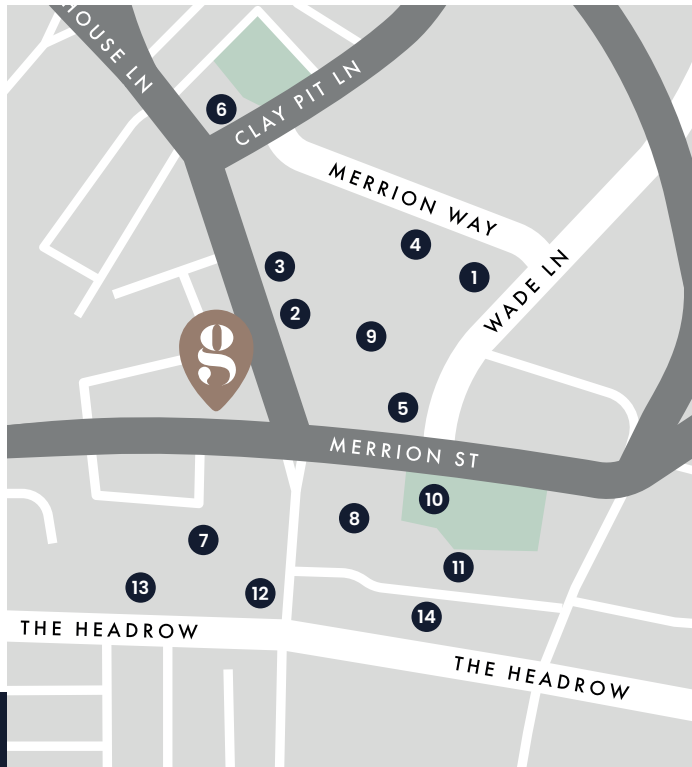 HOUSE LN
6
CLAY PIT LN
MERRION WAY
4
3
1
WADE LN
2
9
g
5
MERRION ST
10
8
7
11
13
12
14
THE HEADROW
THE HEADROW